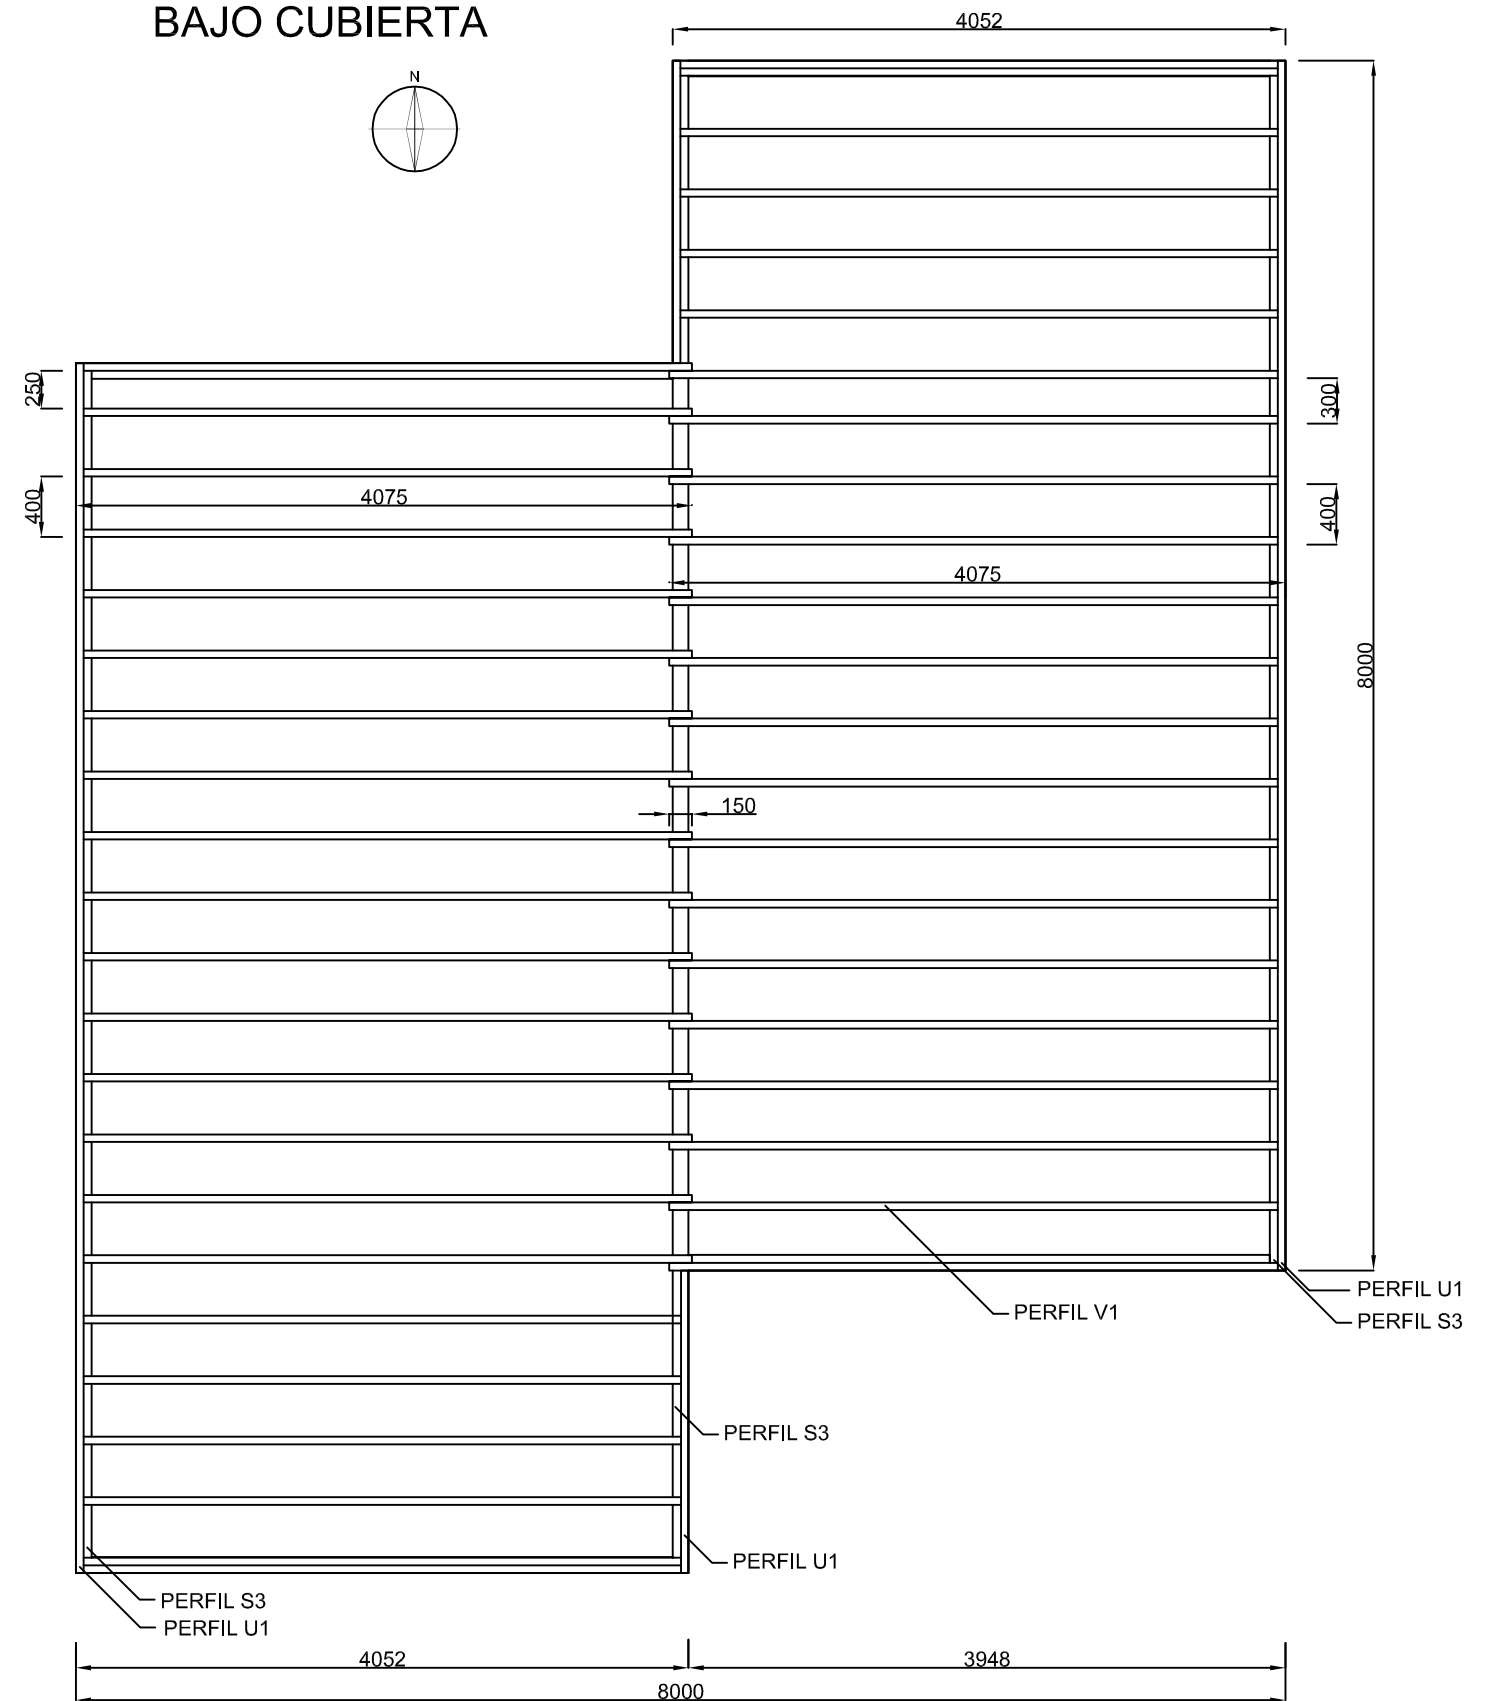 BAJO CUBIERTA
4052
N
250
300
400
4075
400
4075
8000
150
PERFIL U1
PERFIL V1
PERFIL S3
PERFIL S3
PERFIL U1
PERFIL S3
PERFIL U1
4052
3948
8000